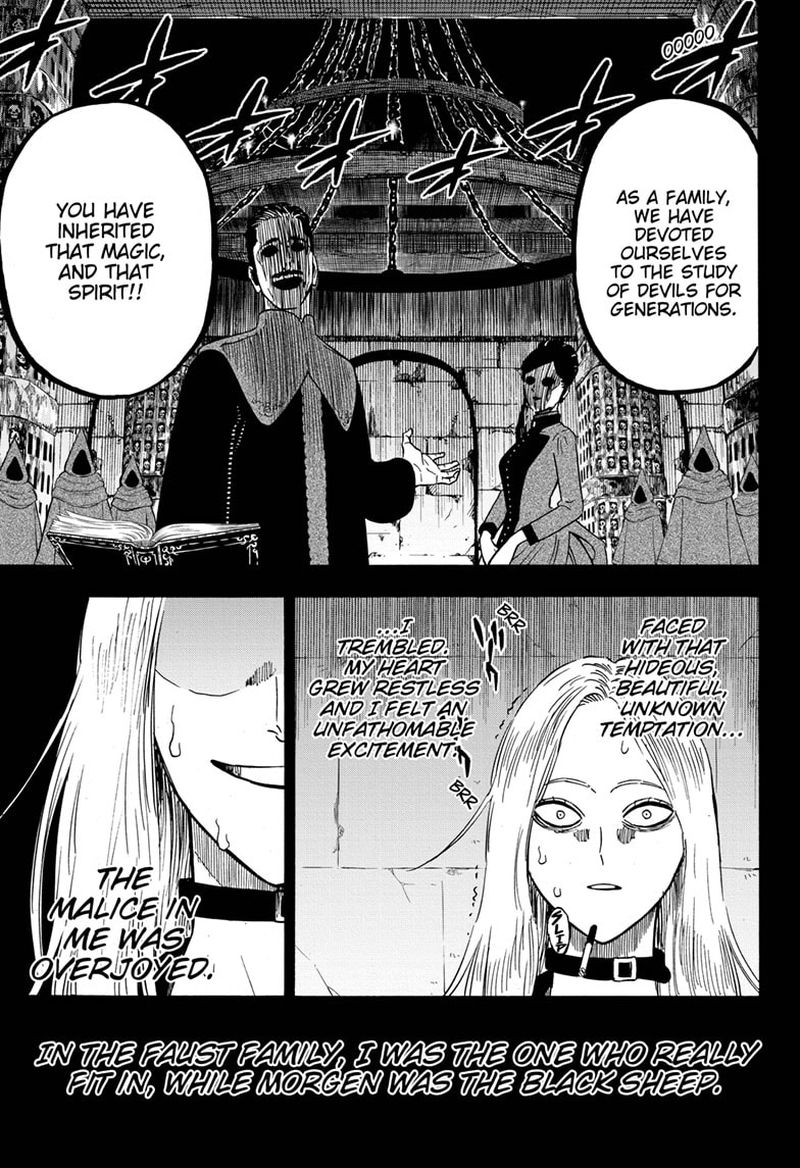 OOOOO
AS A FAMILY,
WE HAVE
DEVOTED
OURSELVES
TO THE STUDY
OF DEVILS FOR
GENERATIONS.
YOU HAVE
INHERITED
THAT MAGIC,
AND THAT
SPIRIT!!
FACED
WITH THAT
HIDEOUS,
BEAUTIFUL,
UNKNOWN
TEMPTATION...
BRR
...I
TREMBLED.
MY HEART
GREW RESTLESS
AND I FELT AN
UNFATHOMABLE
EXCITEMENT.
BRR
THE
MALICE IN
ME WAS
OVERJOYED.
IN THE FAUST FAMILY, I WAS THE ONE WHO REALLY
FIT IN, WHILE MORGEN WAS THE BLACK SHEEP.